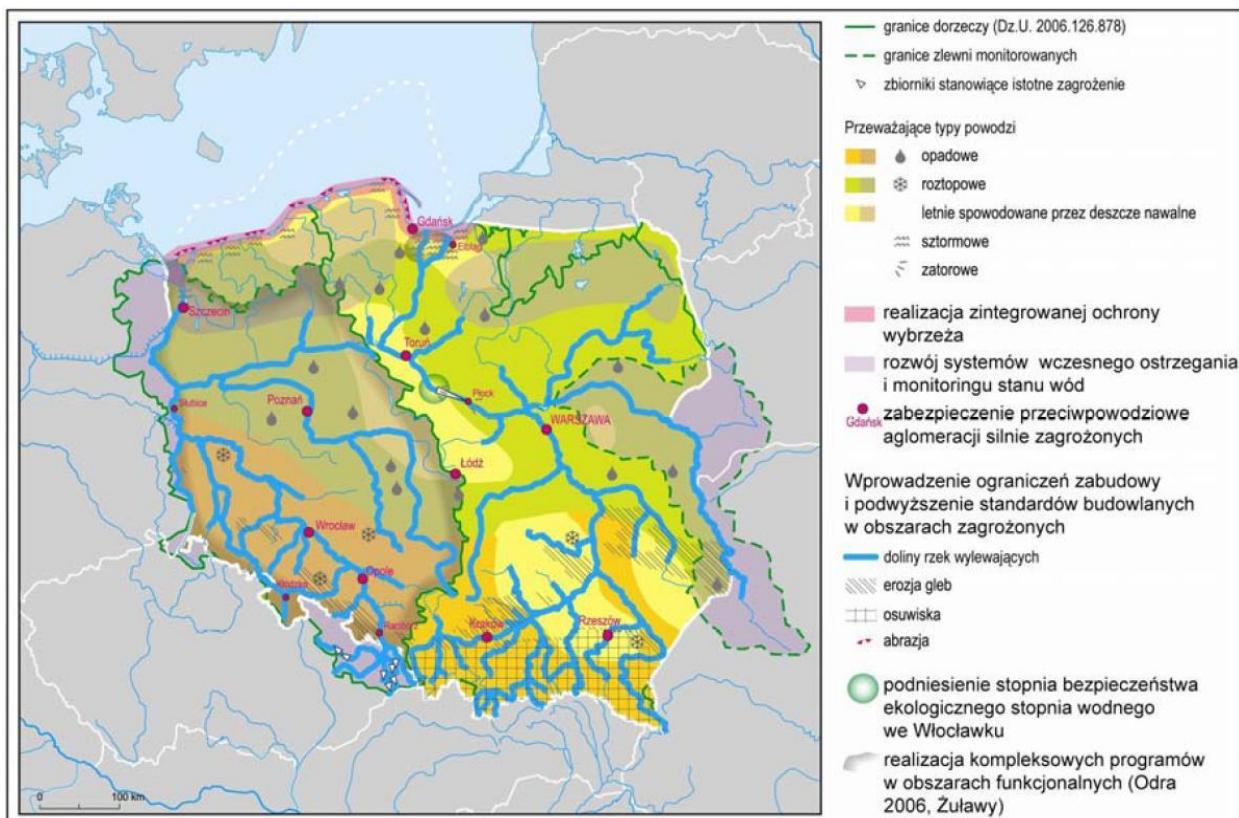 Gdańsk
Elbląg
Szczecin
Toruń
Słubice
Poznań
Płock
WARSZAWA
Łódź
Wrocław
Opole
Kłodzko
Racibórz
Kraków
Rzeszów
0 100 km
granice dorzeczy (Dz.U. 2006.126.878)
granice zlewni monitorowanych
zbiorniki stanowiące istotne zagrożenie
Przeważające typy powodzi
opadowe
roztopowe
letnie spowodowane przez deszcze nawalne
sztormowe
zatorowe
realizacja zintegrowanej ochrony
wybrzeża
rozwój systemów wczesnego ostrzegania
i monitoringu stanu wód
Gdańsk zabezpieczenie przeciwpowodziowe
aglomeracji silnie zagrożonych
Wprowadzenie ograniczeń zabudowy
i podwyższenie standardów budowlanych
w obszarach zagrożonych
doliny rzek wylewających
erozja gleb
osuwiska
abrazja
podniesienie stopnia bezpieczeństwa
ekologicznego stopnia wodnego
we Włocławku
realizacja kompleksowych programów
w obszarach funkcjonalnych (Odra
2006, Żuławy)